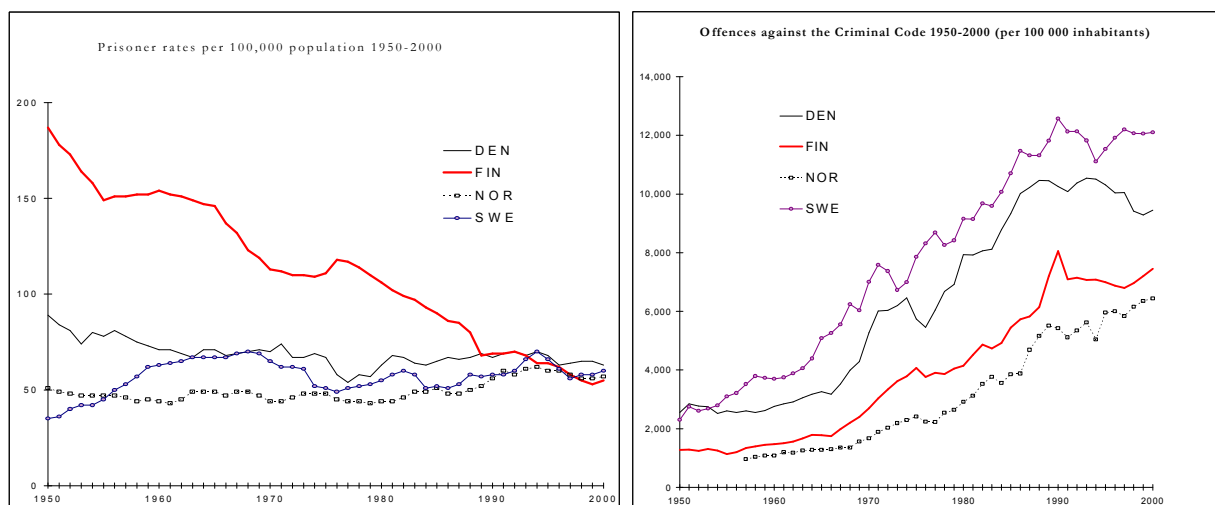 Prisoner rates per 100,000 population 1950-2000
200
150
100
50
0
1950
1960
1970
1980
1990
2000
DEN
FIN
NOR
SWE
Offences against the Criminal Code 1950-2000 (per 100 000 inhabitants)
14,000
12,000
10,000
8,000
6,000
4,000
2,000
0
1950
1960
1970
1980
1990
2000
DEN
FIN
NOR
SWE